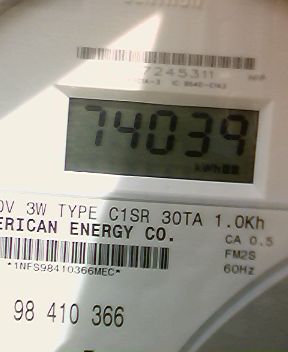 7245311
74039
kWh
0V 3W TYPE C1SR 30TA 1.0Kh
ERICAN ENERGY CO.
CA 0.5
FM2S
60Hz
*1NFS98410366MEC*
98 410 366